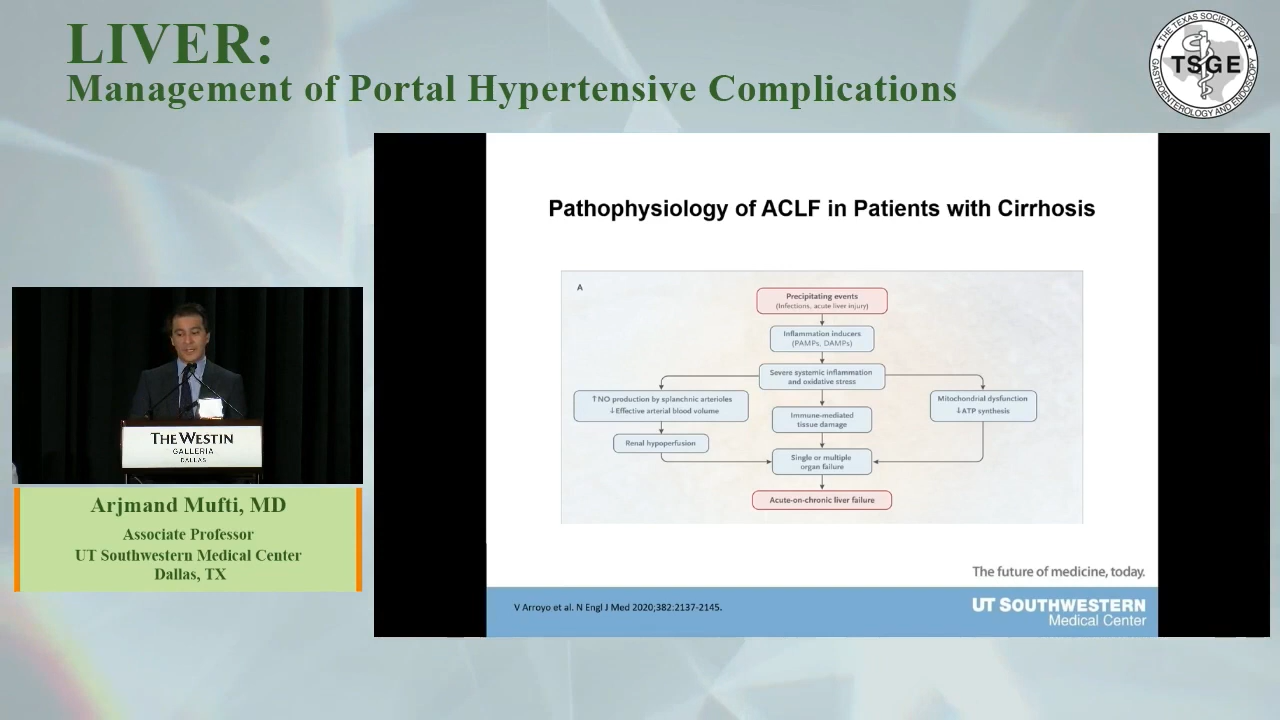 LIVER:
Management of Portal Hypertensive Complications
THE TEXAS SOCIETY FOR
TSGE
GASTROENTEROLOGY AND ENDOSCOPY
Pathophysiology of ACLF in Patients with Cirrhosis
A
Precipitating events
(Infections, acute liver injury)
Inflammation inducers
(PAMPs, DAMPs)
Severe systemic inflammation
and oxidative stress
↑NO production by splanchnic arterioles
↓Effective arterial blood volume
Mitochondrial dysfunction
↓ATP synthesis
Immune-mediated
tissue damage
Renal hypoperfusion
Single or multiple
organ failure
Acute-on-chronic liver failure
The future of medicine, today.
V Arroyo et al. N Engl J Med 2020;382:2137-2145.
UT SOUTHWESTERN
Medical Center
THE WESTIN
GALLERIA
DALLAS
Arjmand Mufti, MD
Associate Professor
UT Southwestern Medical Center
Dallas, TX